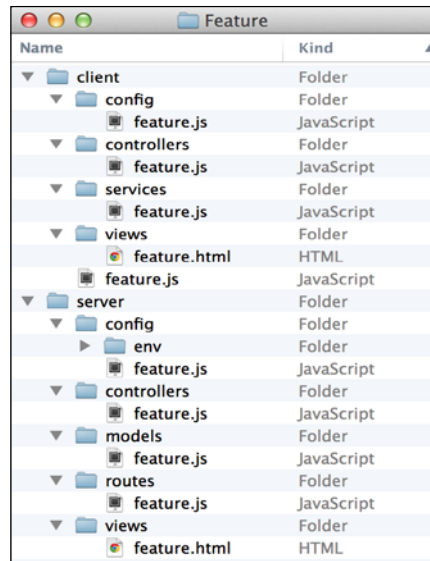 Feature
Name Kind
client Folder
config Folder
feature.js JavaScript
controllers Folder
feature.js JavaScript
services Folder
feature.js JavaScript
views Folder
feature.html HTML
feature.js JavaScript
server Folder
config Folder
env Folder
feature.js JavaScript
controllers Folder
feature.js JavaScript
models Folder
feature.js JavaScript
routes Folder
feature.js JavaScript
views Folder
feature.html HTML